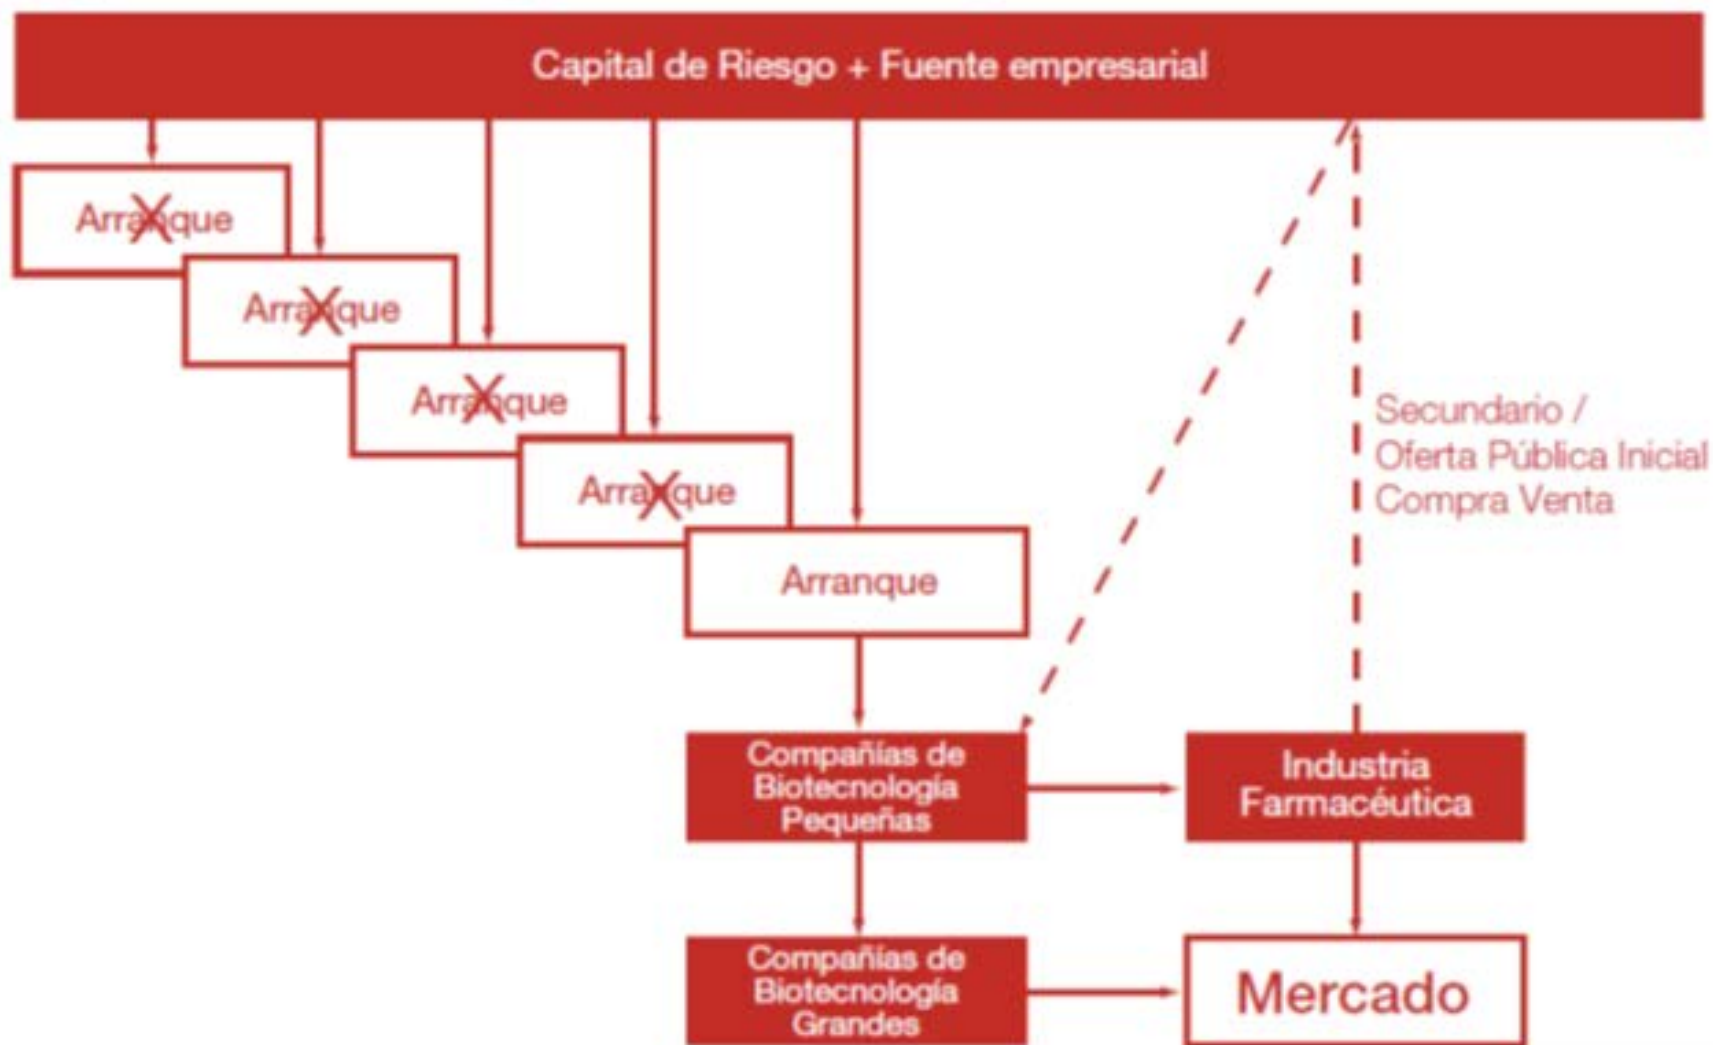 Capital de Riesgo + Fuente empresarial
Arranque
Arranque
Arranque
Arranque
Arranque
Secundario /
Oferta Pública Inicial
Compra Venta
Compañías de
Biotecnología
Pequeñas
Industria
Farmacéutica
Compañías de
Biotecnología
Grandes
Mercado